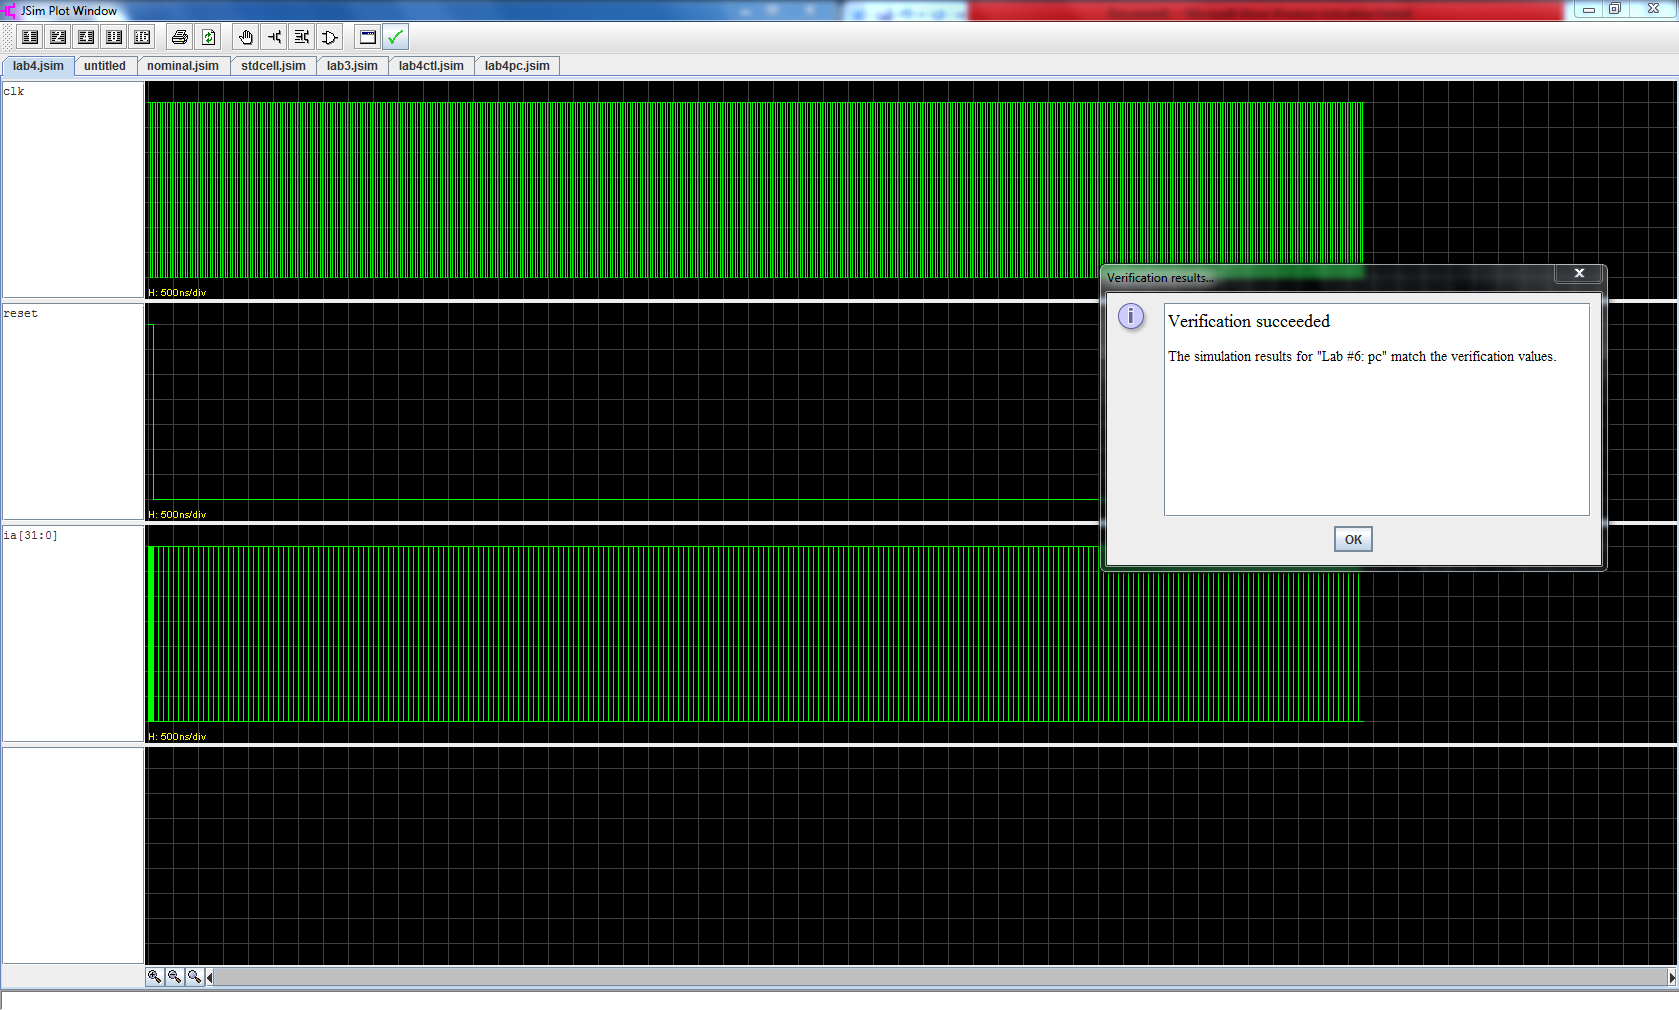 JSim Plot Window
lab4.jsim untitled nominal.jsim stdcell.jsim lab3.jsim lab4ctl.jsim lab4pc.jsim
clk
H: 500ns/div
reset
H: 500ns/div
ia[31:0]
H: 500ns/div
Verification results...
Verification succeeded
The simulation results for "Lab #6: pc" match the verification values.
OK